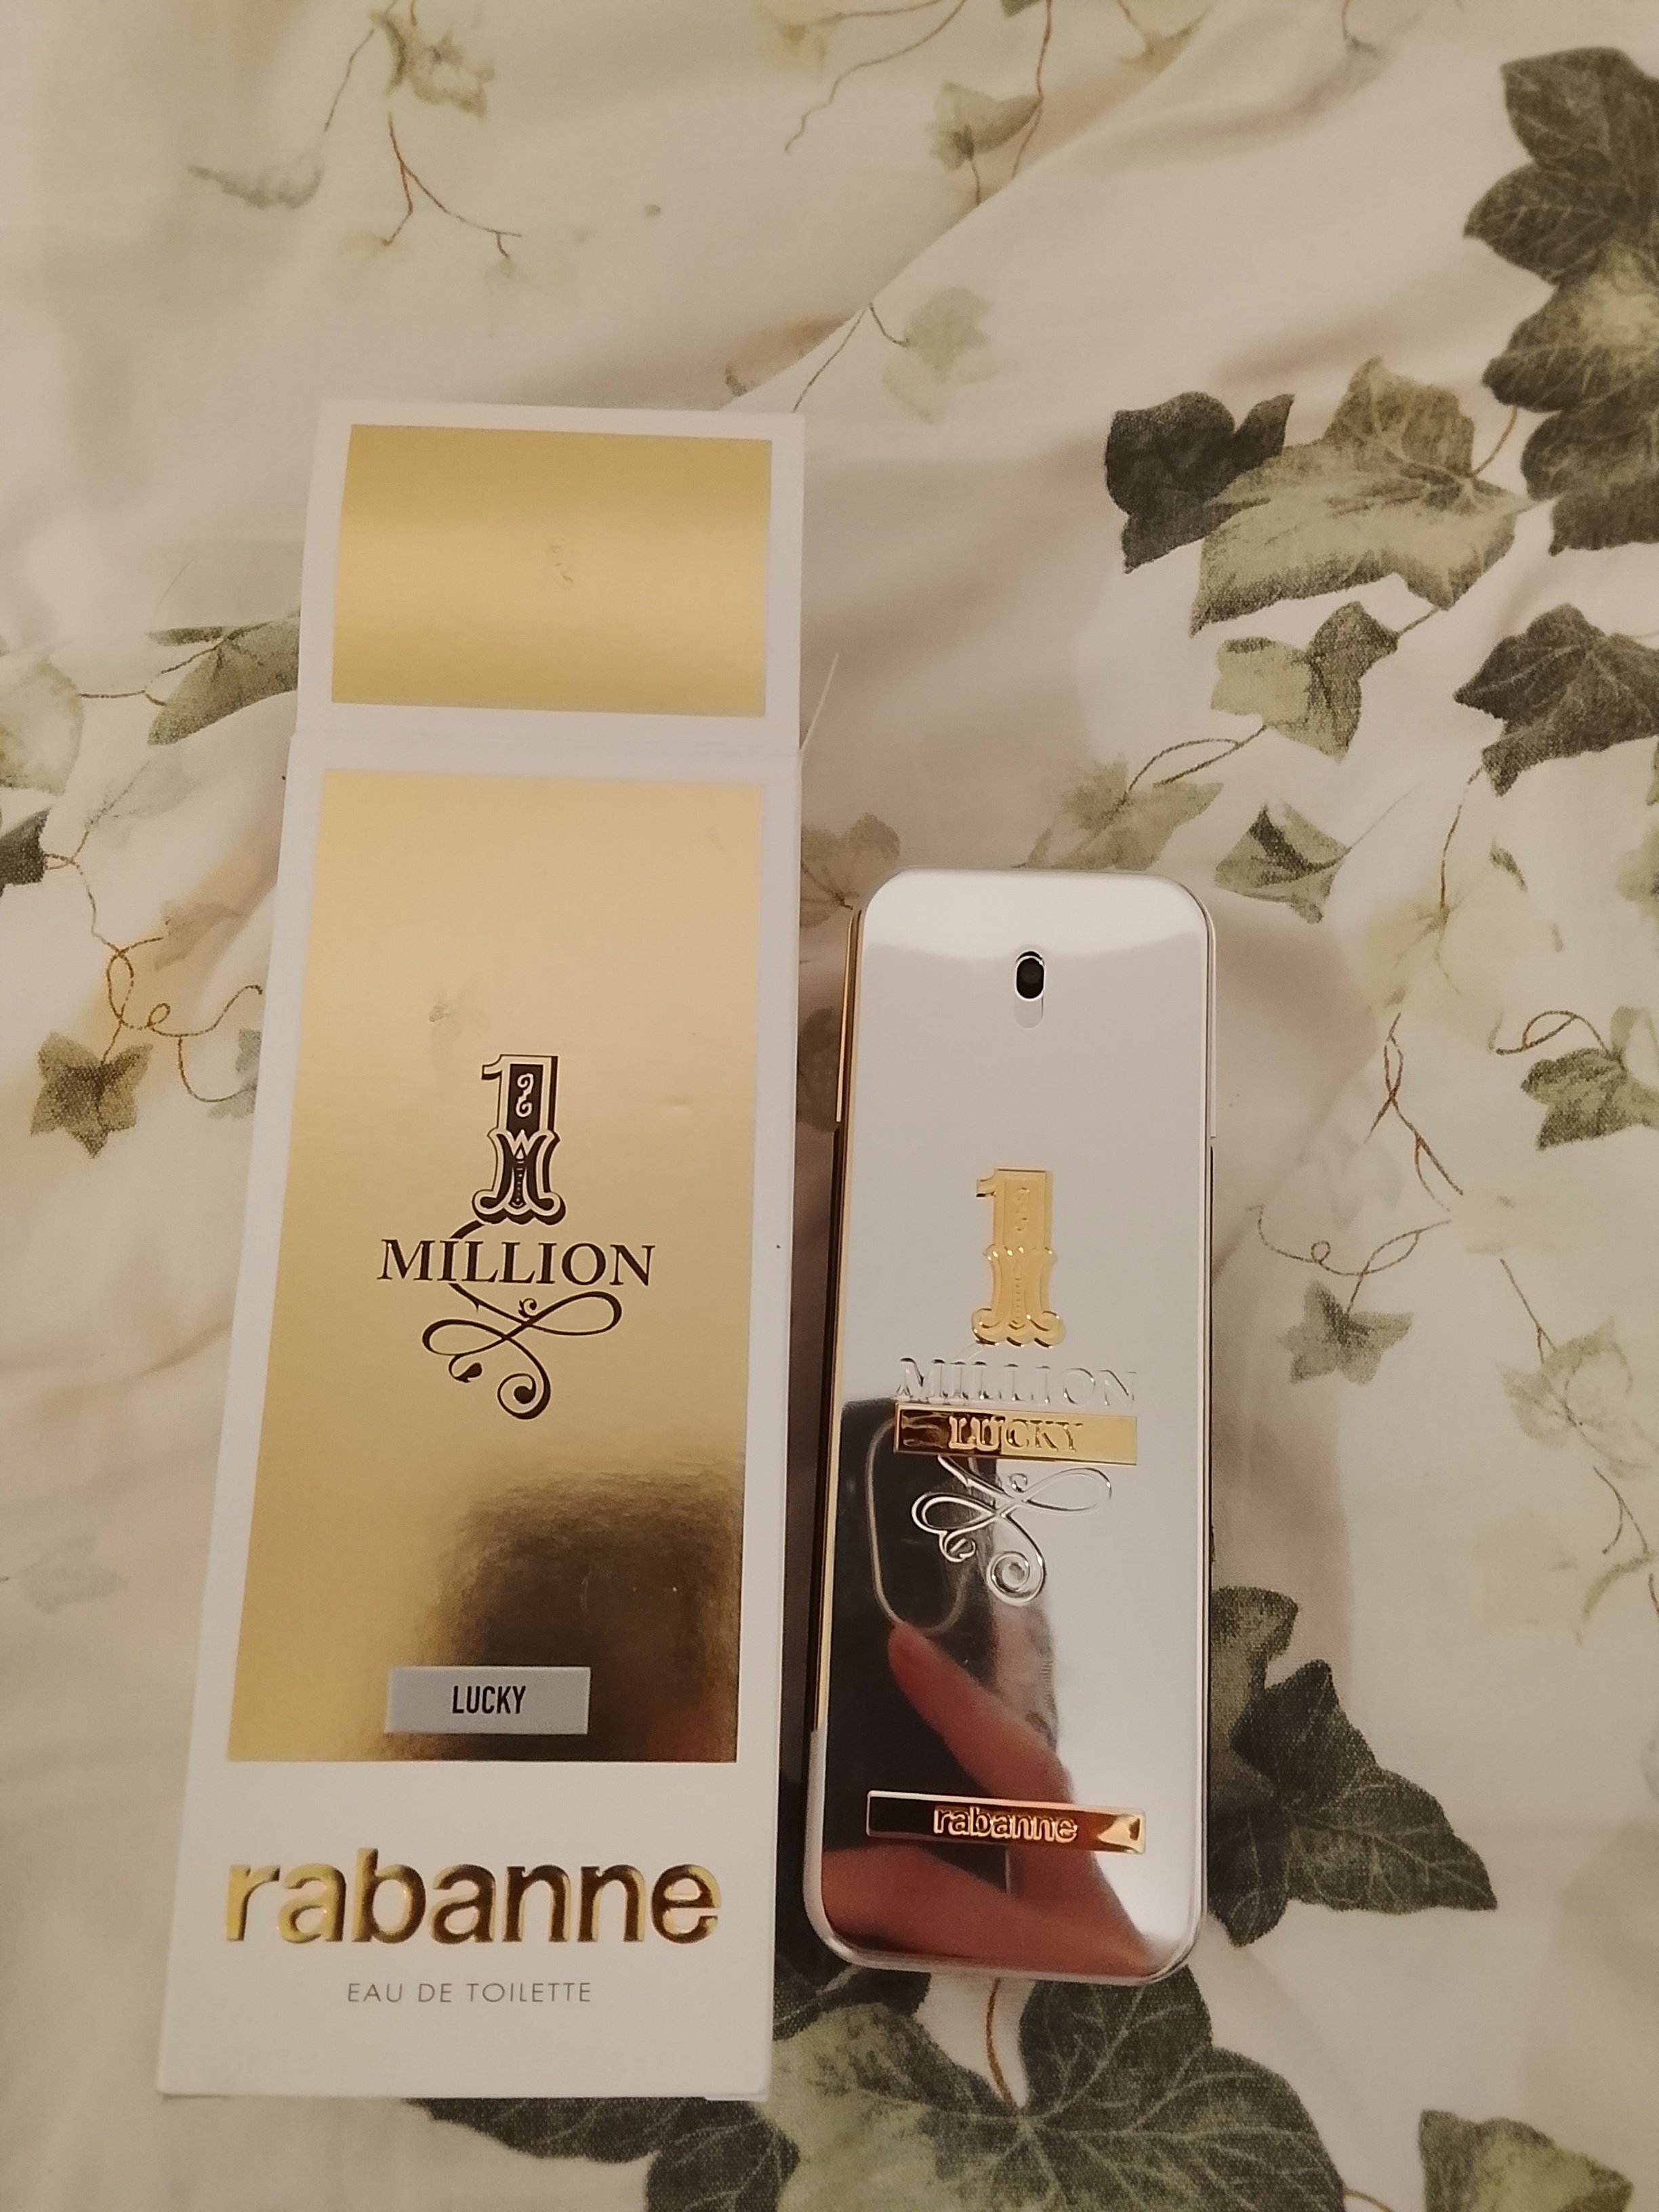 1
MILLION
LUCKY
rabanne
EAU DE TOILETTE
1
MILLION
LUCKY
rabanne